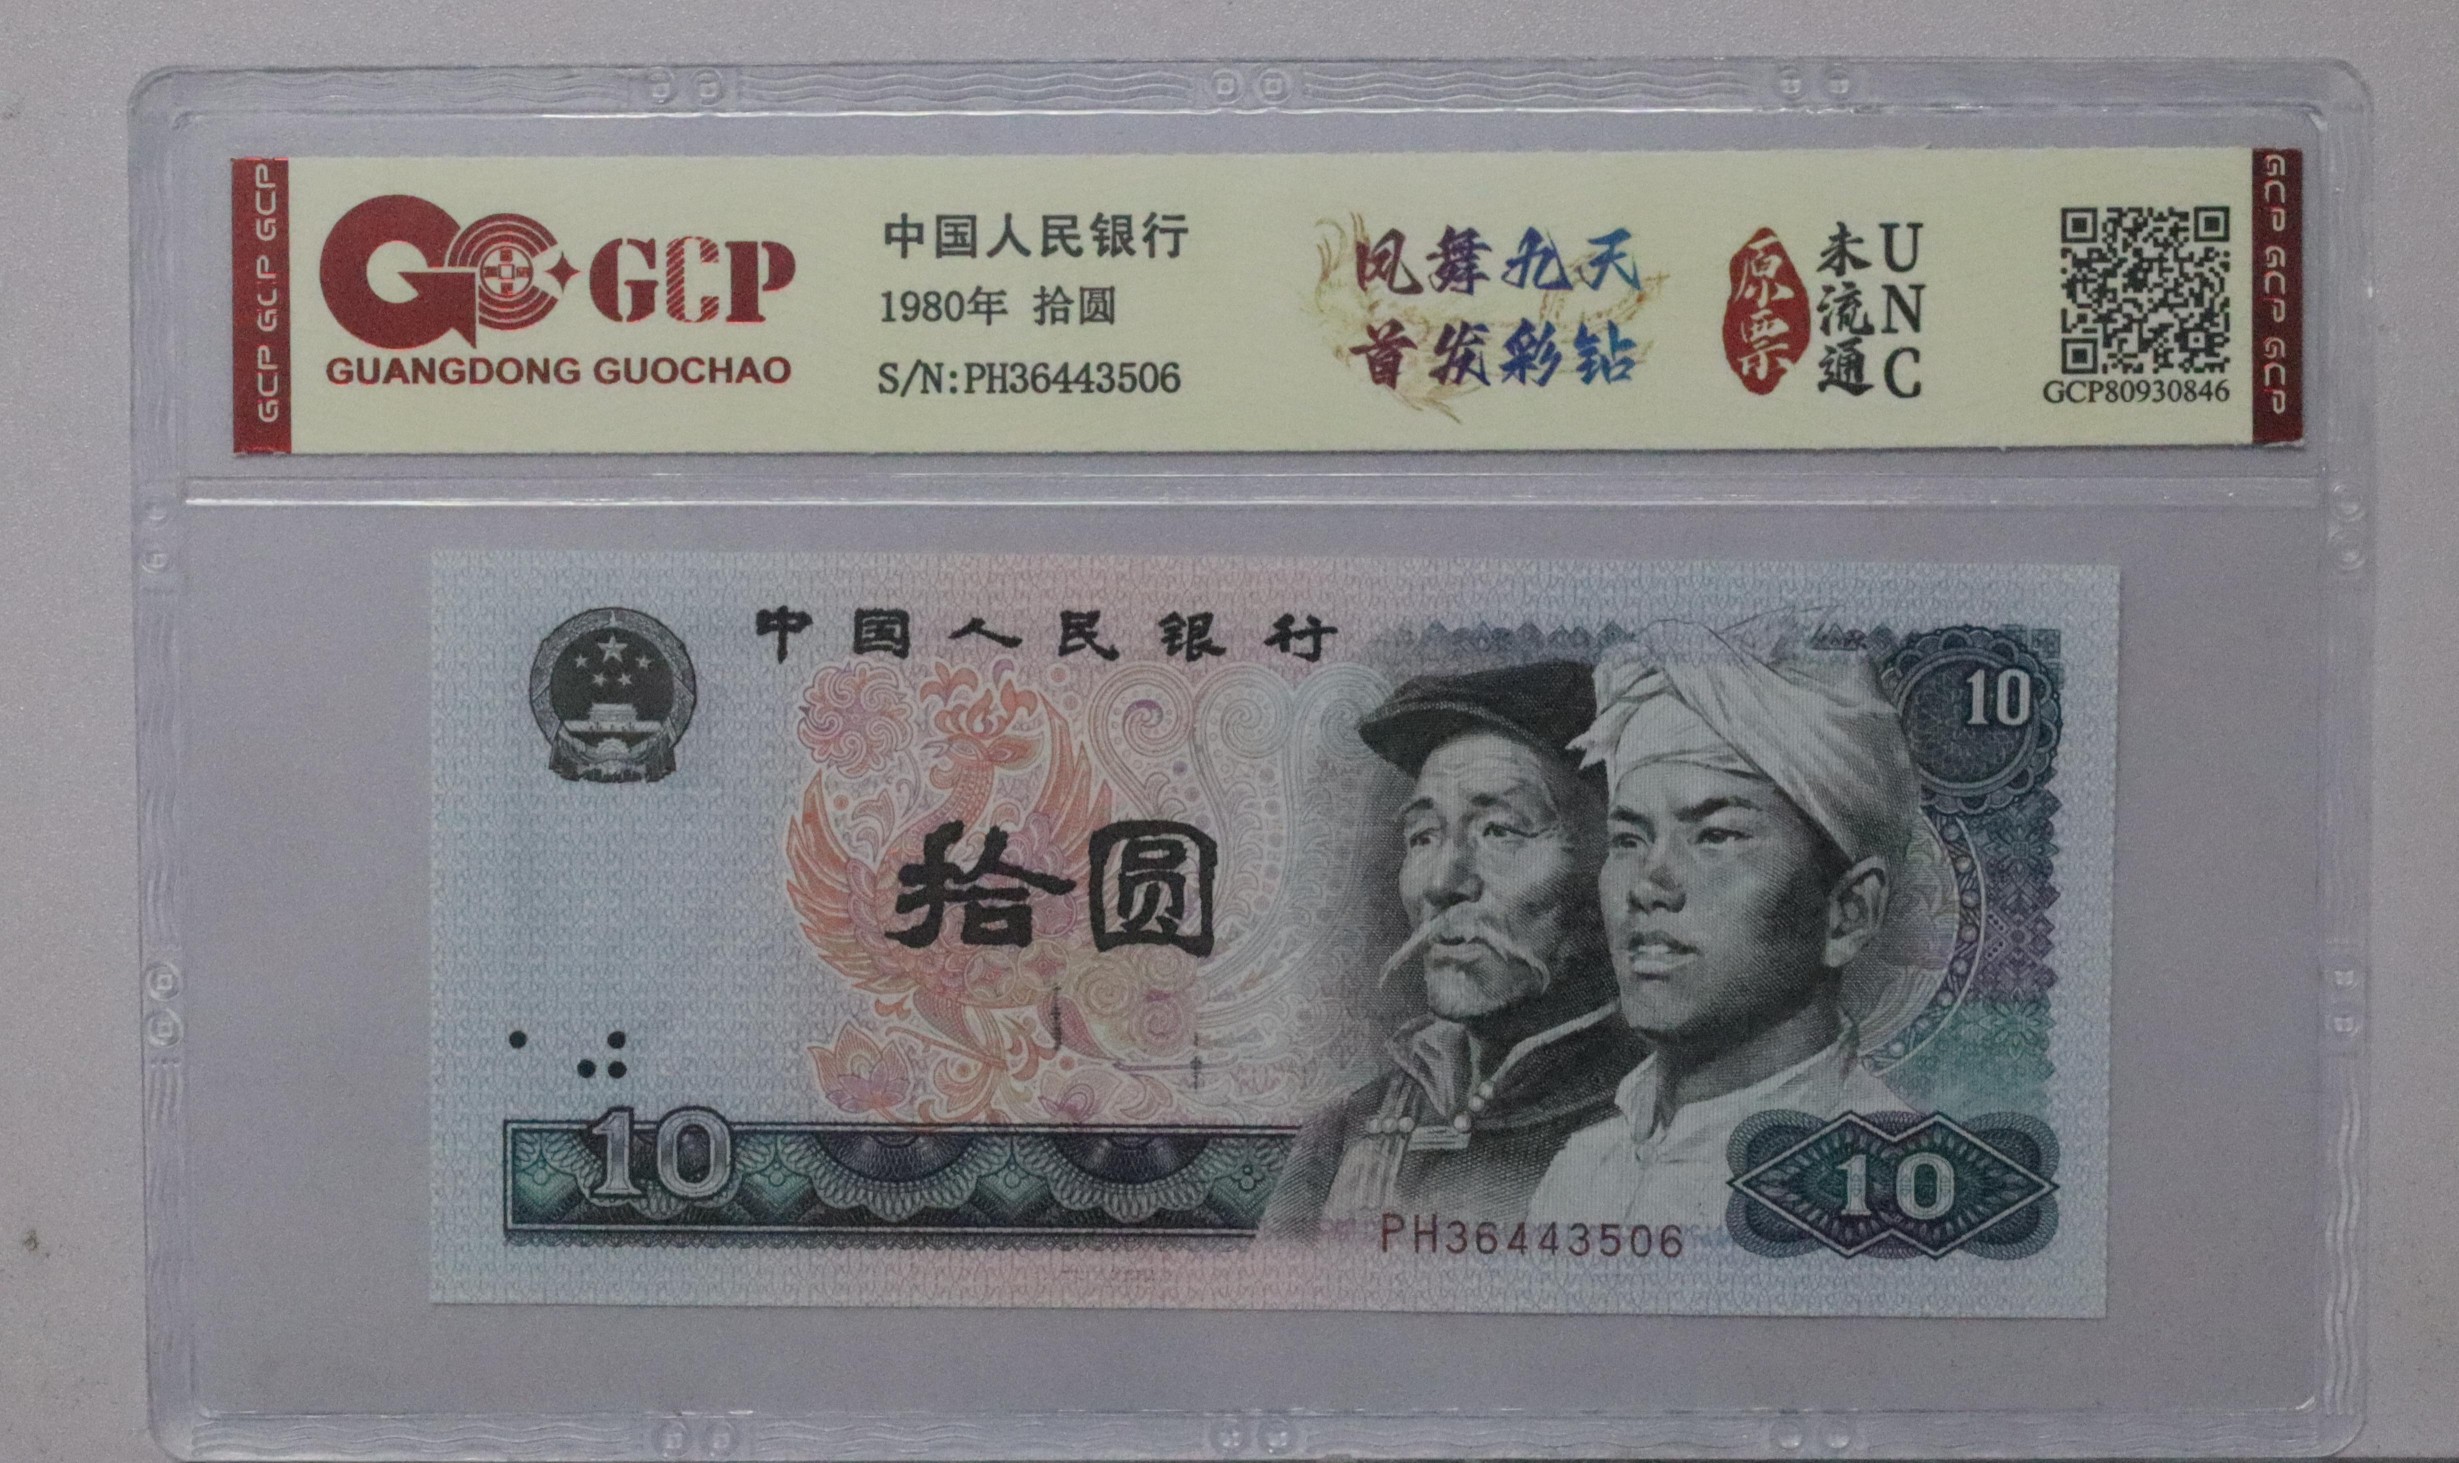 GCP GCP GCP
GCP
GUANGDONG GUOCHAO
中国人民银行
1980年 拾圆
S/N:PH36443506
凤舞九天
首发彩钻
原票
未流通
UNC
GCP80930846
GCP GCP GCP
中国人民银行
10
拾圆
10
PH36443506
10